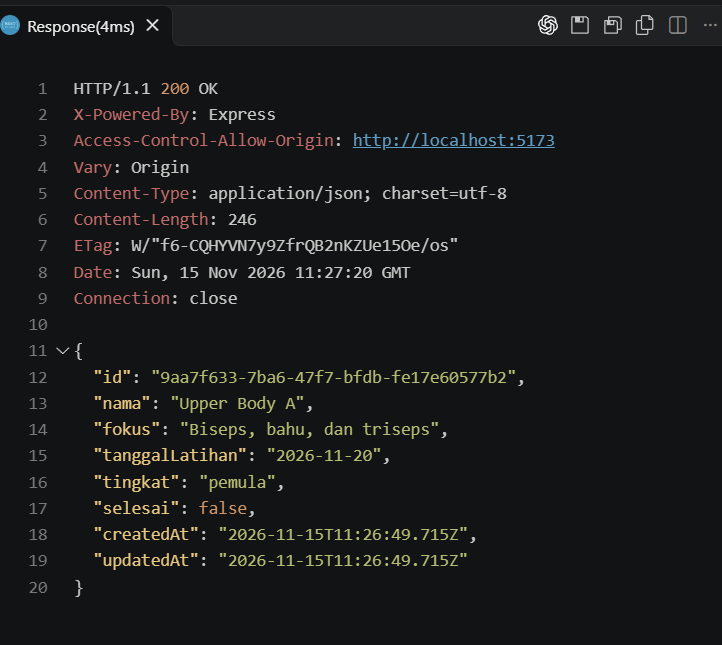 Response(4ms)
1 HTTP/1.1 200 OK
2 X-Powered-By: Express
3 Access-Control-Allow-Origin: http://localhost:5173
4 Vary: Origin
5 Content-Type: application/json; charset=utf-8
6 Content-Length: 246
7 ETag: W/"f6-CQHYVN7y9ZfrQB2nKZUe15Oe/os"
8 Date: Sun, 15 Nov 2026 11:27:20 GMT
9 Connection: close
10
11 {
12 "id": "9aa7f633-7ba6-47f7-bfdb-fe17e60577b2",
13 "nama": "Upper Body A",
14 "fokus": "Biseps, bahu, dan triseps",
15 "tanggalLatihan": "2026-11-20",
16 "tingkat": "pemula",
17 "selesai": false,
18 "createdAt": "2026-11-15T11:26:49.715Z",
19 "updatedAt": "2026-11-15T11:26:49.715Z"
20 }